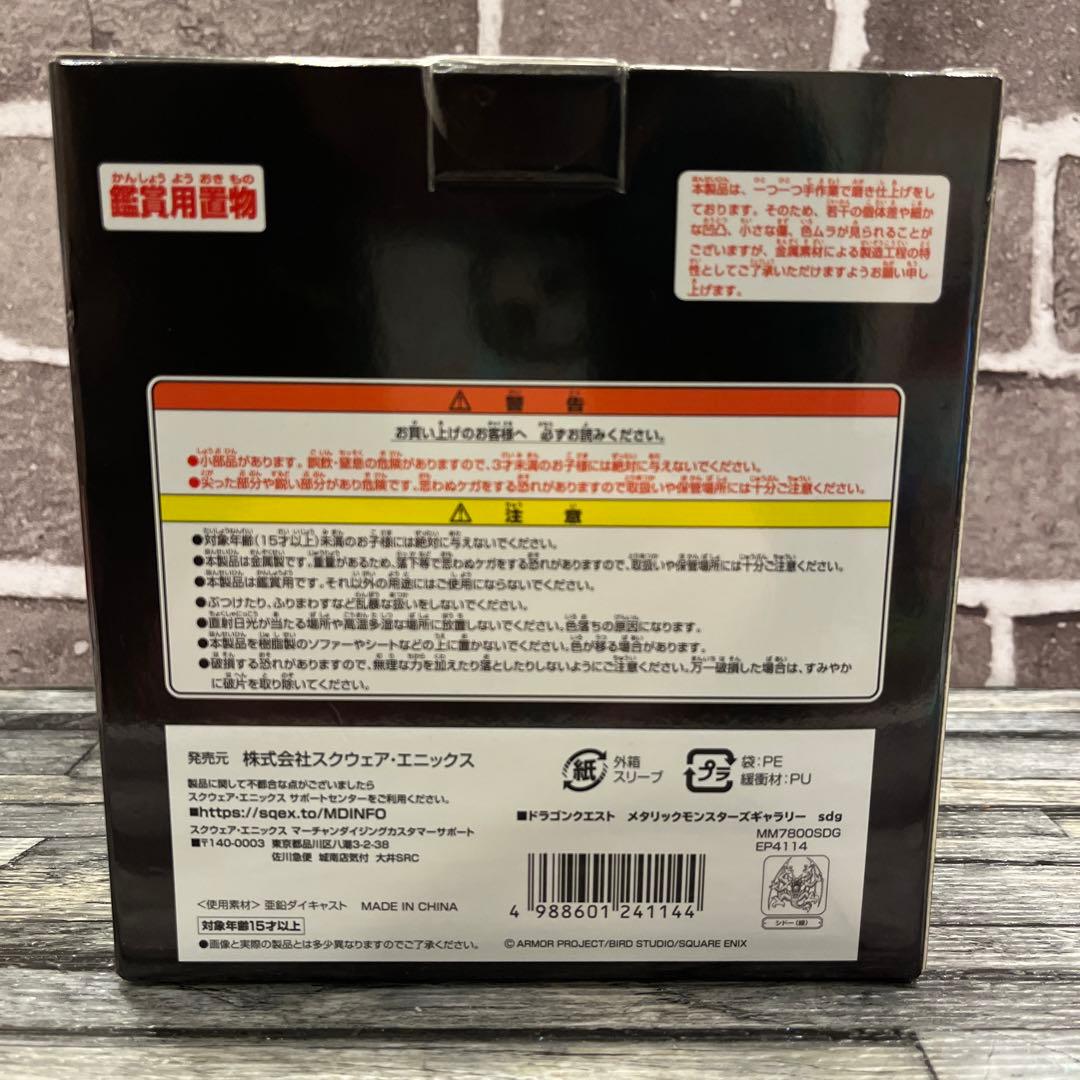 かんしょう よう おき もの
鑑賞用置物
本製品は、一つ一つ手作業で磨き仕上げをし
ております。そのため、若干の個体差や細か
な凹凸、小さな傷、色ムラが見られることが
ございますが、金属素材による製造工程の特
性としてご了承いただけますようお願い申し
上げます。
⚠ 警 告
お買い上げのお客様へ 必ずお読みください。
●小部品があります。誤飲・窒息の危険がありますので、3才未満のお子様には絶対に与えないでください。
●尖った部分や鋭い部分があり危険です。思わぬケガをする恐れがありますので取扱いや保管場所には十分ご注意ください。
⚠ 注 意
●対象年齢(15才以上)未満のお子様には絶対に与えないでください。
●本製品は金属製です。重量があるため、落下等で思わぬケガをする恐れがありますので、取扱いや保管場所には十分ご注意ください。
●本製品は鑑賞用です。それ以外の用途にはご使用にならないでください。
●ぶつけたり、ふりまわすなど乱暴な扱いをしないでください。
●直射日光が当たる場所や高温多湿な場所に放置しないでください。色落ちの原因になります。
●本製品を樹脂製のソファーやシートなどの上に置かないでください。色が移る場合があります。
●破損する恐れがありますので、無理な力を加えたり落としたりしないようにご注意ください。万一破損した場合は、すみやか
に破片を取り除いてください。
発売元 株式会社スクウェア・エニックス
製品に関して不都合な点がございましたら
スクウェア・エニックス サポートセンターをご利用ください。
■https://sqex.to/MDINFO
スクウェア・エニックス マーチャンダイジングカスタマーサポート
■〒140-0003 東京都品川区八潮3-2-38
佐川急便 城南店気付 大井SRC
<使用素材> 亜鉛ダイキャスト MADE IN CHINA
対象年齢15才以上
●画像と実際の製品とは多少異なりますのでご了承ください。
紙 外箱
スリーブ
プラ 袋:PE
緩衝材:PU
■ドラゴンクエスト メタリックモンスターズギャラリー sdg
MM7800SDG
EP4114
4 988601 241144
シドー(緑)
© ARMOR PROJECT/BIRD STUDIO/SQUARE ENIX